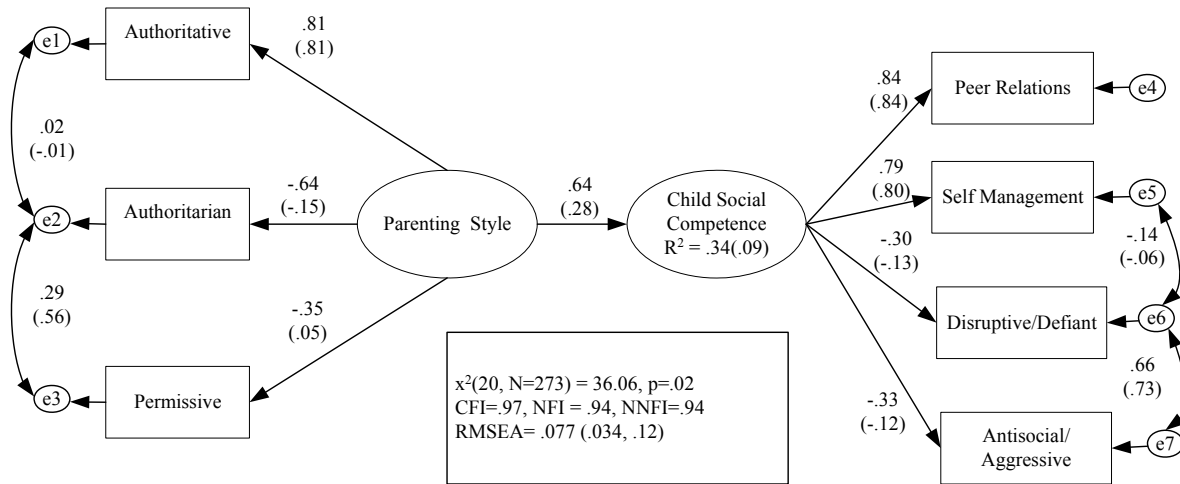 Authoritative
e1
.81
(.81)
.02
(-.01)
Authoritarian
e2
-.64
(-.15)
.29
(.56)
Permissive
e3
-.35
(.05)
Parenting Style
.64
(.28)
Child Social
Competence
R² = .34(.09)
.84
(.84)
Peer Relations
e4
.79
(.80)
Self Management
e5
-.14
(-.06)
-.30
(-.13)
Disruptive/Defiant
e6
.66
(.73)
-.33
(-.12)
Antisocial/
Aggressive
e7
x²(20, N=273) = 36.06, p=.02
CFI=.97, NFI = .94, NNFI=.94
RMSEA= .077 (.034, .12)